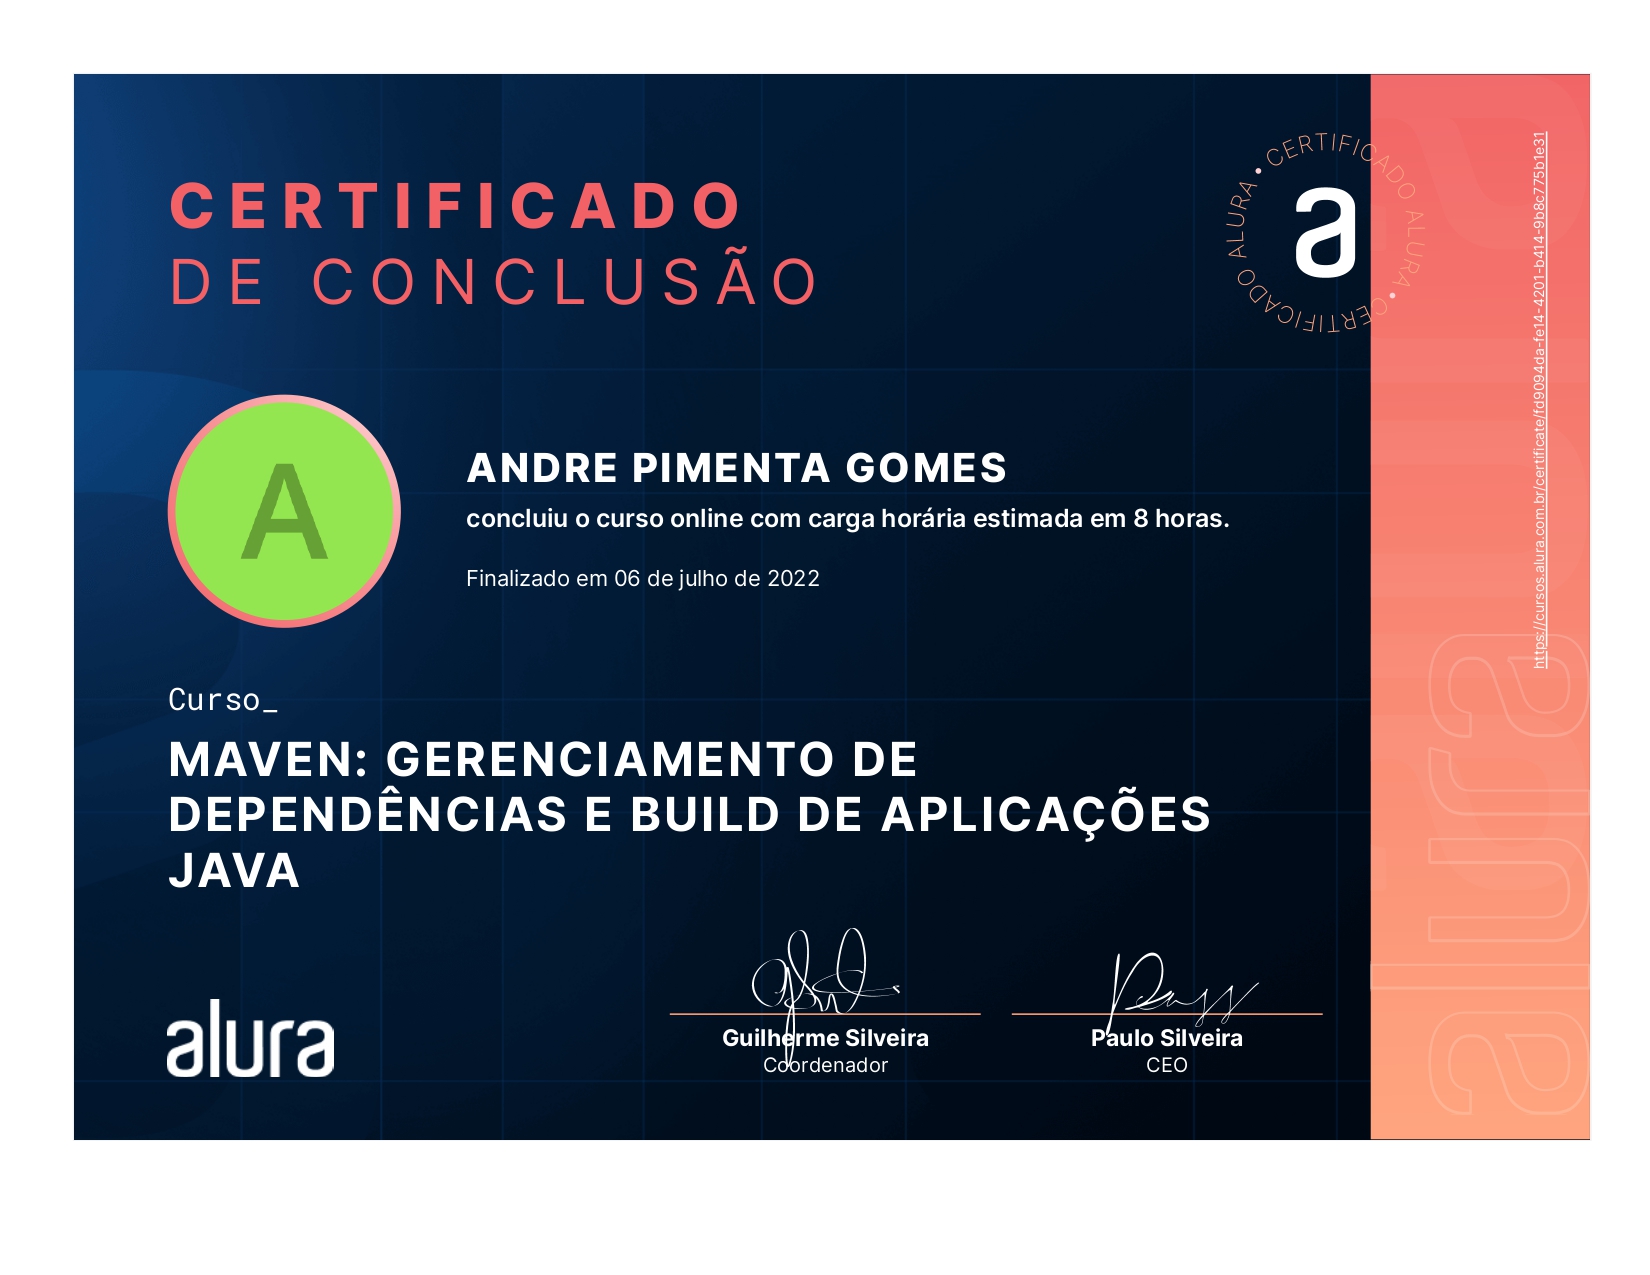 CERTIFICADO
DE CONCLUSÃO
CERTIFICADO ALURA • CERTIFICADO ALURA •
a
https://cursos.alura.com.br/certificate/fd9094da-fe14-4201-b414-9b8c775b1e31
A
ANDRE PIMENTA GOMES
concluiu o curso online com carga horária estimada em 8 horas.
Finalizado em 06 de julho de 2022
Curso_
MAVEN: GERENCIAMENTO DE
DEPENDÊNCIAS E BUILD DE APLICAÇÕES
JAVA
alura
Guilherme Silveira
Coordenador
Paulo Silveira
CEO
alura